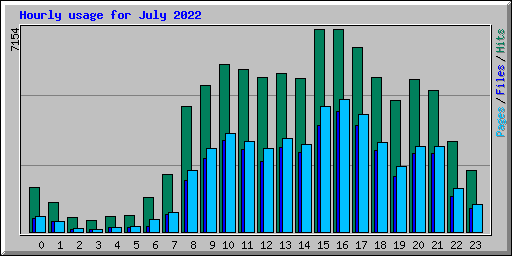 Hourly usage for July 2022
7154
Pages / Files / Hits
0 1 2 3 4 5 6 7 8 9 10 11 12 13 14 15 16 17 18 19 20 21 22 23